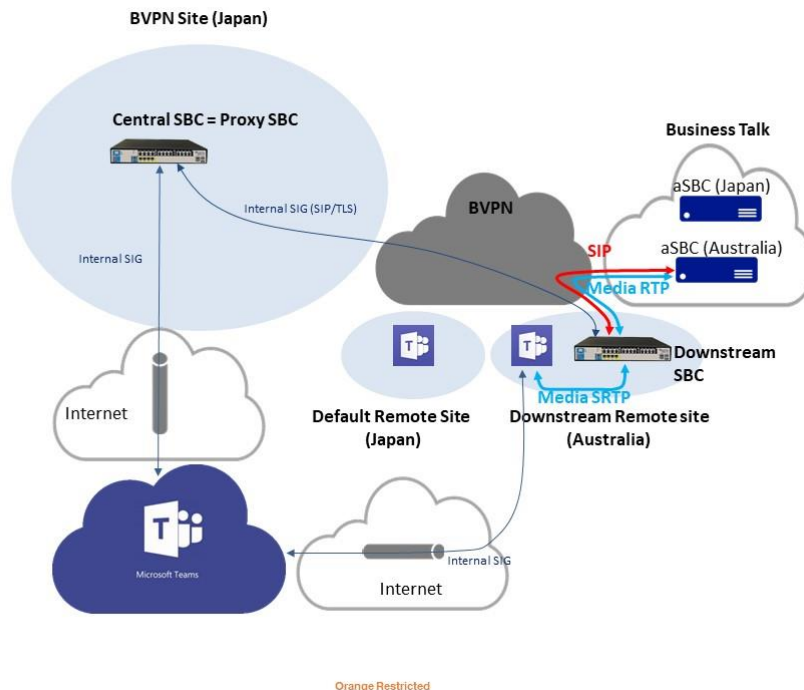 BVPN Site (Japan)
Central SBC = Proxy SBC
Business Talk
aSBC (Japan)
Internal SIG (SIP/TLS)
BVPN
aSBC (Australia)
SIP
Internal SIG
Media RTP
T
T
Downstream
SBC
Media SRTP
Internet
Default Remote Site
(Japan)
Downstream Remote site
(Australia)
T
Microsoft Teams
Internal SIG
Internet
Orange Restricted